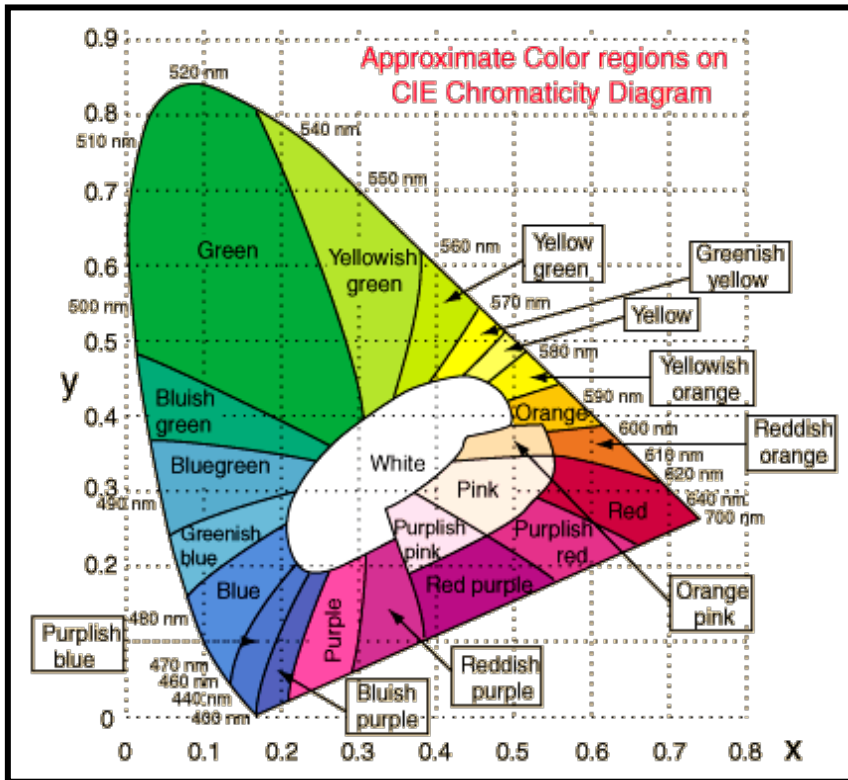 Approximate Color regions on
CIE Chromaticity Diagram
0.9
0.8
0.7
0.6
0.5
y
0.4
0.3
0.2
0.1
0
0
0.1
0.2
0.3
0.4
0.5
0.6
0.7
0.8
x
520 nm
540 nm
510 nm
550 nm
560 nm
500 nm
570 nm
580 nm
590 nm
600 nm
610 nm
620 nm
640 nm
700 nm
490 nm
480 nm
470 nm
460 nm
440 nm
400 nm
Green
Yellowish
green
Yellow
green
Greenish
yellow
Yellow
Yellowish
orange
Orange
Reddish
orange
Bluish
green
Bluegreen
Greenish
blue
Blue
White
Pink
Purplish
pink
Red
Purplish
red
Red purple
Orange
pink
Purple
Purplish
blue
Bluish
purple
Reddish
purple